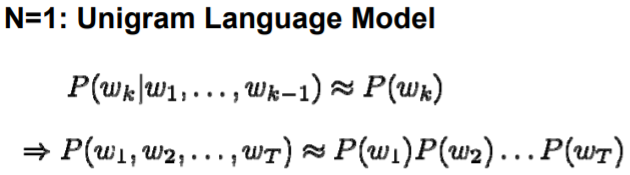 N=1: Unigram Language Model
P(w_k|w_1, . . . , w_{k−1}) ≈ P(w_k)
⇒ P(w_1, w_2, . . . , w_T) ≈ P(w_1)P(w_2) . . . P(w_T)